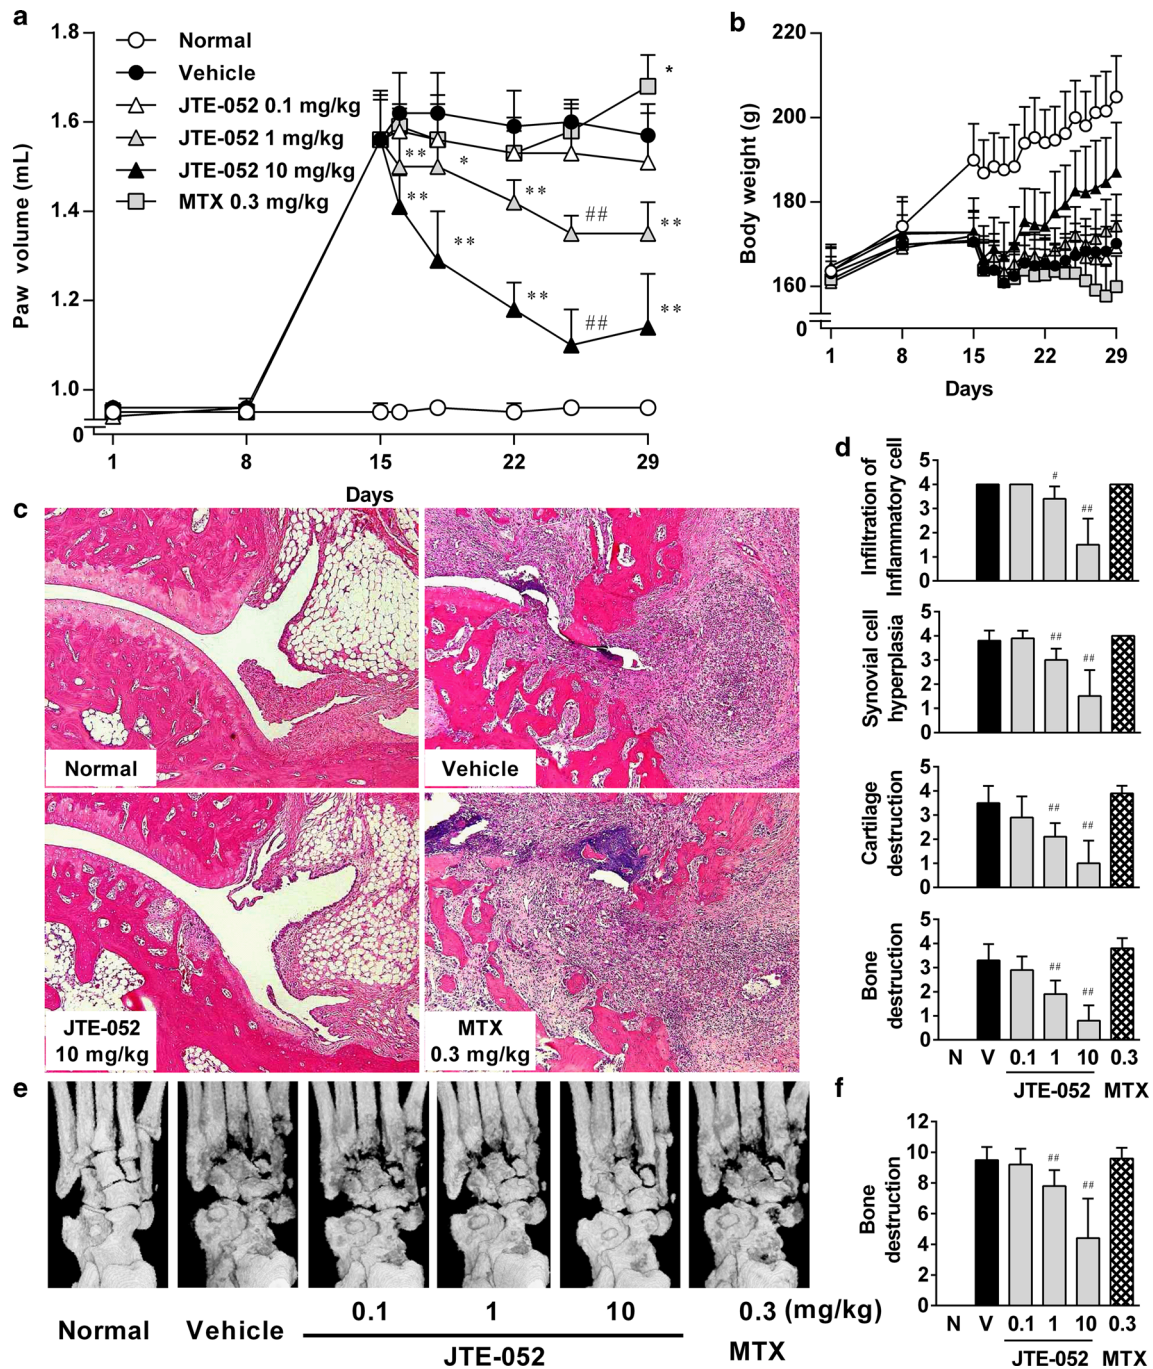 a
1.8
1.6
1.4
1.2
1.0
0
Paw volume (mL)
Normal
Vehicle
JTE-052 0.1 mg/kg
JTE-052 1 mg/kg
JTE-052 10 mg/kg
MTX 0.3 mg/kg
*
** * ** ## **
** ** ** ## **
1 8 15 22 29
Days
b
220
200
180
160
0
Body weight (g)
1 8 15 22 29
Days
c
Normal
Vehicle
JTE-052
10 mg/kg
MTX
0.3 mg/kg
d
Infiltration of
inflammatory cell
5
4
3
2
1
0
# ##
Synovial cell
hyperplasia
5
4
3
2
1
0
## ##
Cartilage
destruction
5
4
3
2
1
0
## ##
Bone
destruction
5
4
3
2
1
0
## ##
N V 0.1 1 10 0.3
JTE-052 MTX
e
Normal
Vehicle
0.1 1 10 0.3 (mg/kg)
JTE-052
MTX
f
Bone
destruction
12
10
8
6
4
2
0
## ##
N V 0.1 1 10 0.3
JTE-052 MTX